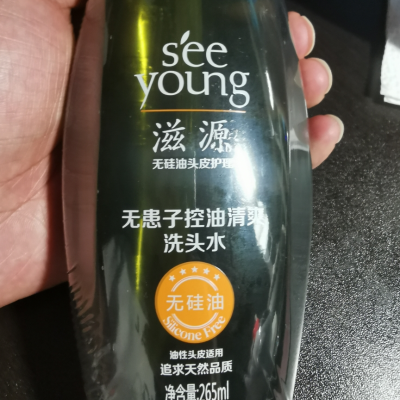 see
young
滋源
无硅油头皮护理
无患子控油清爽
洗头水
无硅油
Silicone Free
油性头皮适用
追求天然品质
净含量:265ml